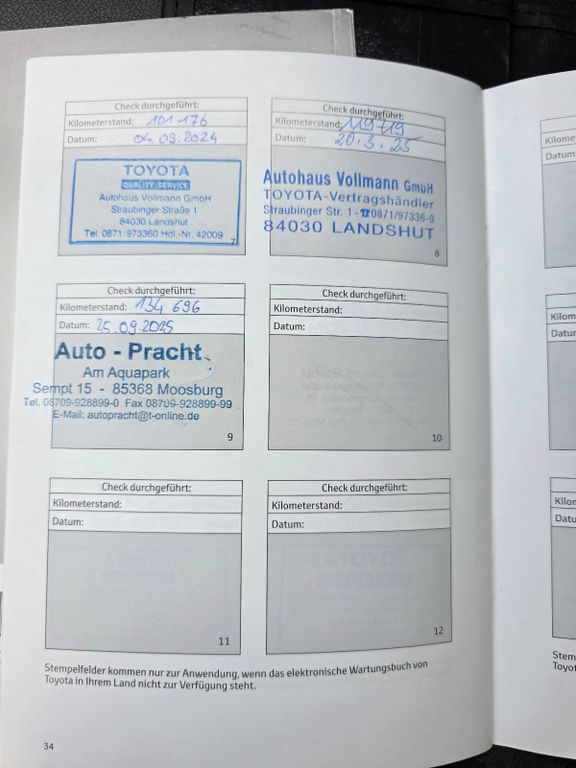 Check durchgeführt:
Kilometerstand: 101 176
Datum: 04.09.2024
TOYOTA
QUALITY SERVICE
Autohaus Vollmann GmbH
Straubinger Straße 1
84030 Landshut
Tel. 0871/973360 Hdl.-Nr. 42009
7
Check durchgeführt:
Kilometerstand: 119719
Datum: 20.3.25
Autohaus Vollmann GmbH
TOYOTA-Vertragshändler
Straubinger Str. 1 - ☎0871/97336-0
84030 LANDSHUT
8
Check durchgeführt:
Kilometerstand: 134 696
Datum: 25.09.2025
Auto - Pracht
Am Aquapark
Sempt 15 - 85368 Moosburg
Tel. 08709-928899-0 Fax 08709-928899-99
E-Mail: autopracht@t-online.de
9
Check durchgeführt:
Kilometerstand:
Datum:
10
Check durchgeführt:
Kilometerstand:
Datum:
11
Check durchgeführt:
Kilometerstand:
Datum:
12
Stempelfelder kommen nur zur Anwendung, wenn das elektronische Wartungsbuch von
Toyota in Ihrem Land nicht zur Verfügung steht.
34